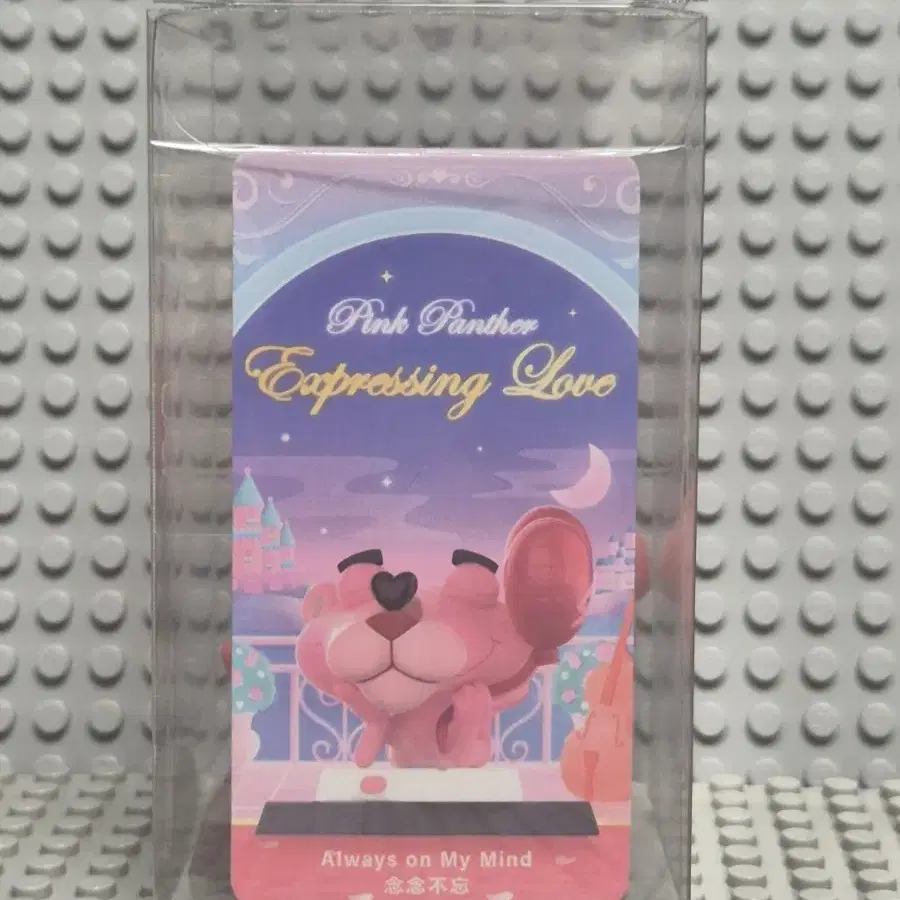 Pink Panther
Expressing Love
Always on My Mind
念念不忘